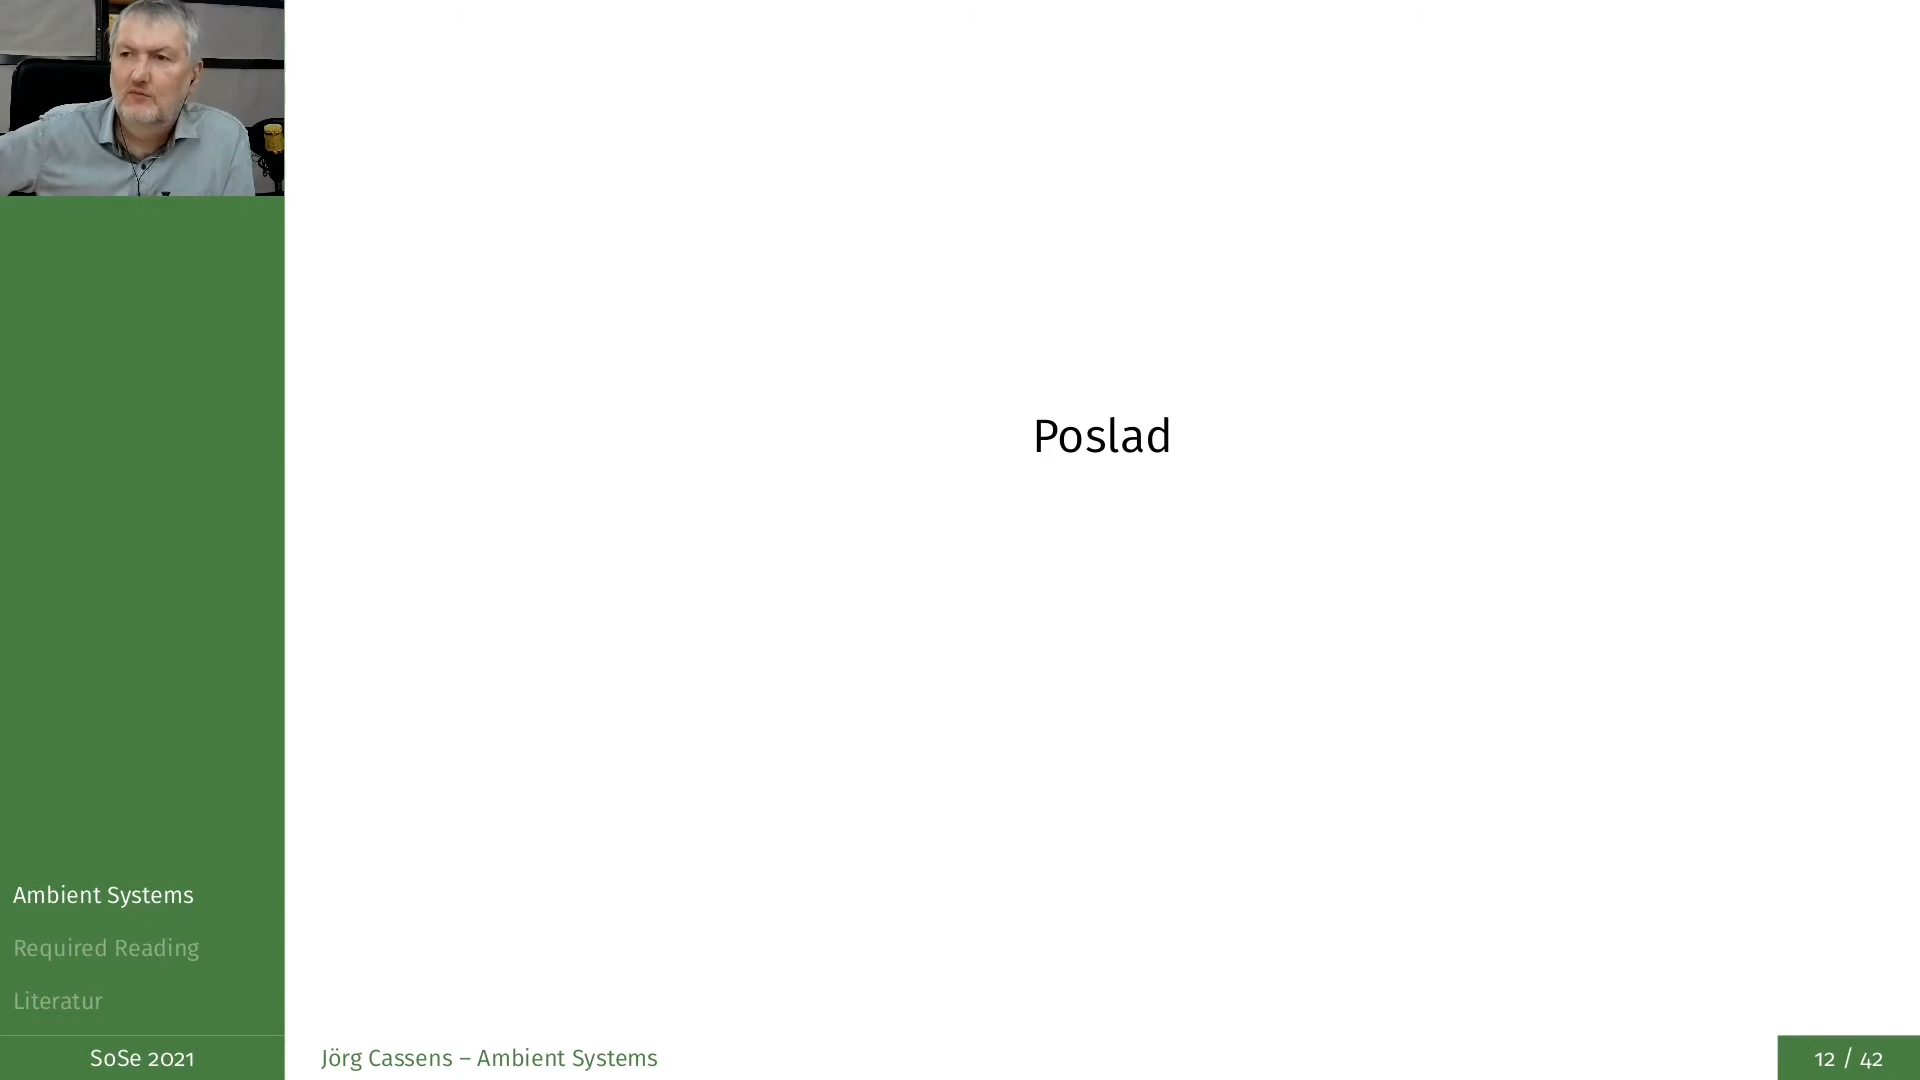 Poslad
Ambient Systems
Required Reading
Literatur
SoSe 2021
Jörg Cassens – Ambient Systems
12 / 42